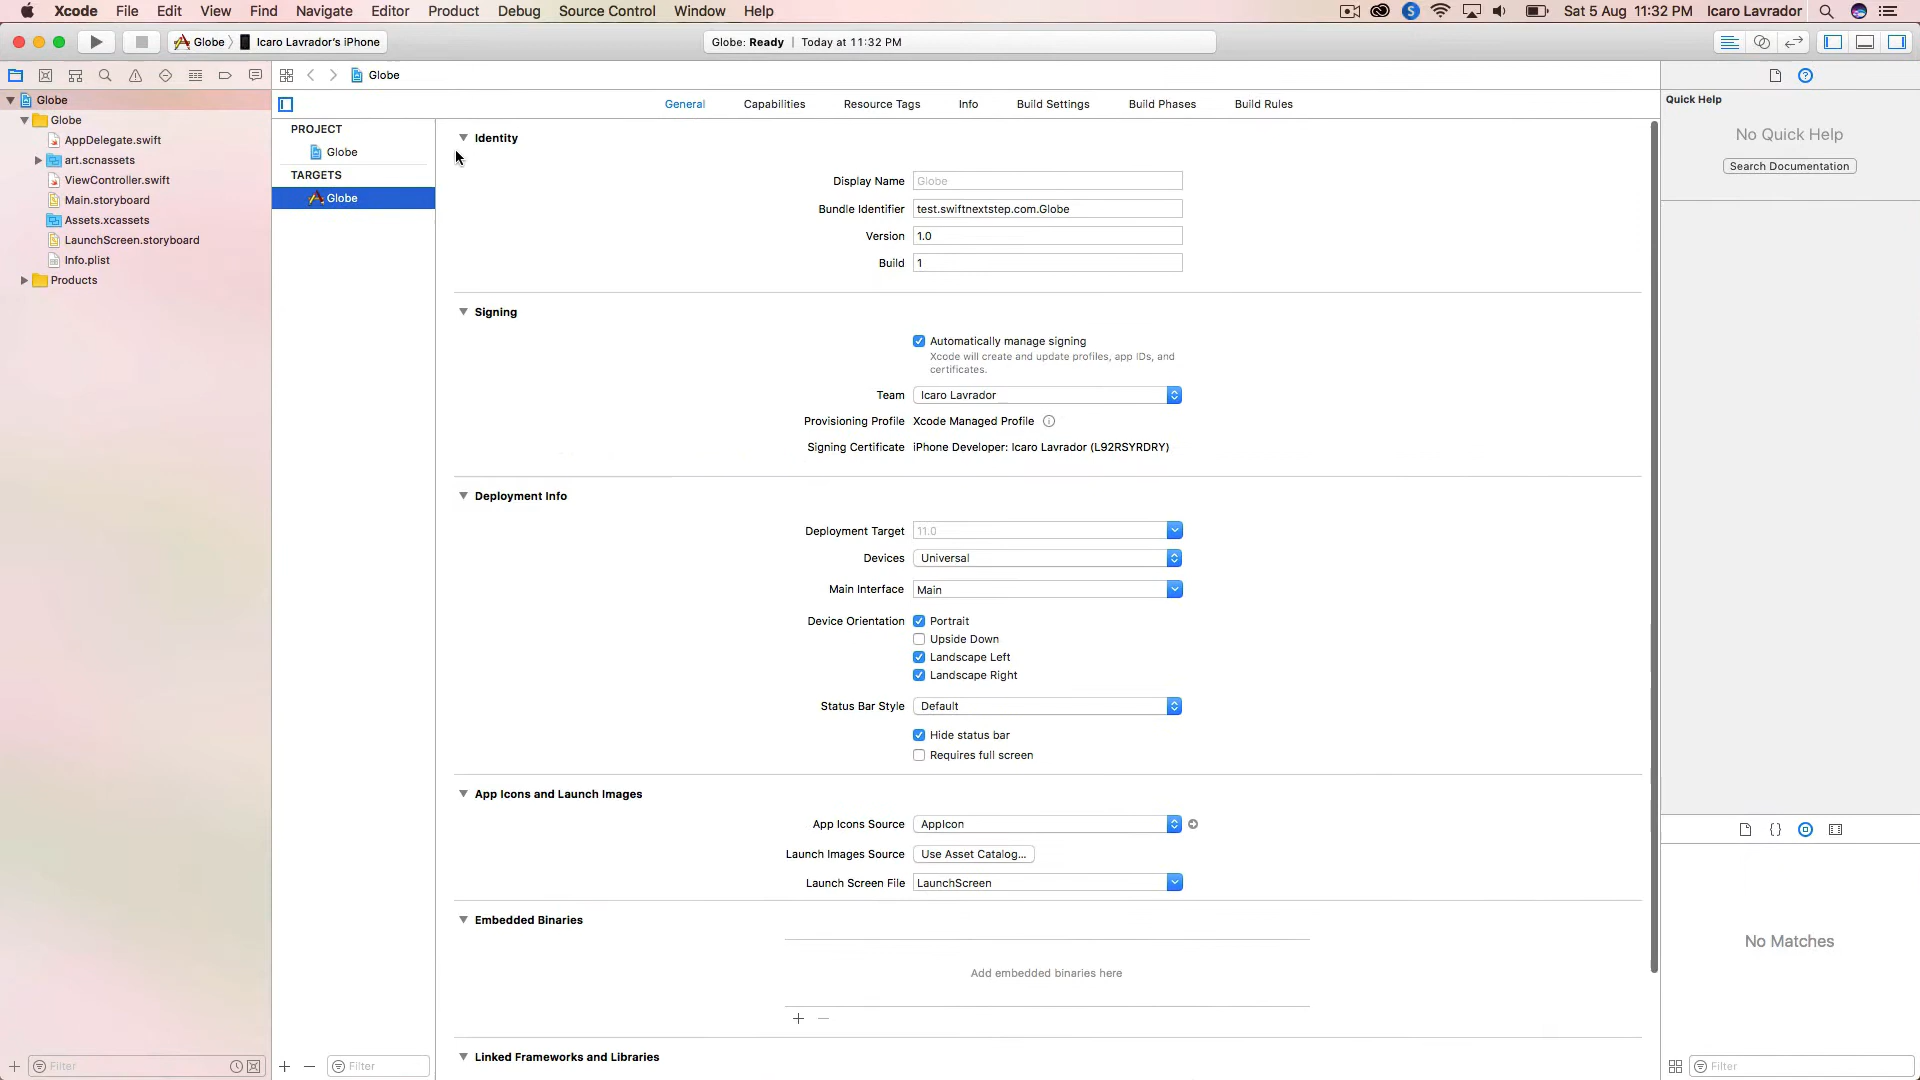 Xcode File Edit View Find Navigate Editor Product Debug Source Control Window Help
S Sat 5 Aug 11:32 PM Icaro Lavrador
Globe Icaro Lavrador's iPhone
Globe: Ready | Today at 11:32 PM
Globe
Globe
Globe
AppDelegate.swift
art.scnassets
ViewController.swift
Main.storyboard
Assets.xcassets
LaunchScreen.storyboard
Info.plist
Products
Filter
General Capabilities Resource Tags Info Build Settings Build Phases Build Rules
PROJECT
Globe
TARGETS
Globe
Filter
Identity
Display Name Globe
Bundle Identifier test.swiftnextstep.com.Globe
Version 1.0
Build 1
Signing
Automatically manage signing
Xcode will create and update profiles, app IDs, and
certificates.
Team Icaro Lavrador
Provisioning Profile Xcode Managed Profile
Signing Certificate iPhone Developer: Icaro Lavrador (L92RSYRDRY)
Deployment Info
Deployment Target 11.0
Devices Universal
Main Interface Main
Device Orientation Portrait
Upside Down
Landscape Left
Landscape Right
Status Bar Style Default
Hide status bar
Requires full screen
App Icons and Launch Images
App Icons Source AppIcon
Launch Images Source Use Asset Catalog...
Launch Screen File LaunchScreen
Embedded Binaries
Add embedded binaries here
Linked Frameworks and Libraries
Quick Help
No Quick Help
Search Documentation
No Matches
Filter